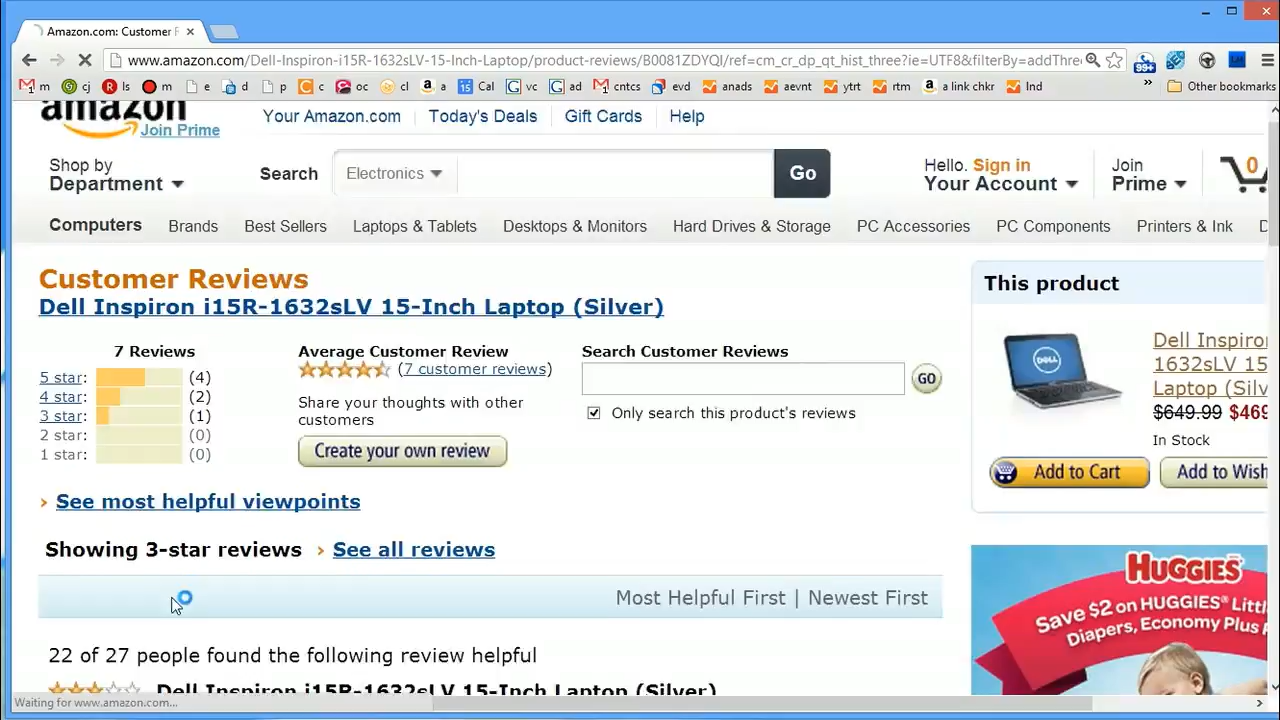 Amazon.com: Customer R
www.amazon.com/Dell-Inspiron-i15R-1632sLV-15-Inch-Laptop/product-reviews/B0081ZDYQI/ref=cm_cr_dp_qt_hist_three?ie=UTF8&filterBy=addThre
99+
m cj ls m e d p c oc cl a 15 Cal vc ad cntcs evd anads aevnt ytrt rtm a link chkr lnd » Other bookmarks
amazon
Join Prime
Your Amazon.com Today's Deals Gift Cards Help
Shop by
Department
Search
Electronics
Go
Hello. Sign in
Your Account
Join
Prime
0
Computers Brands Best Sellers Laptops & Tablets Desktops & Monitors Hard Drives & Storage PC Accessories PC Components Printers & Ink
Customer Reviews
Dell Inspiron i15R-1632sLV 15-Inch Laptop (Silver)
7 Reviews
5 star: (4)
4 star: (2)
3 star: (1)
2 star: (0)
1 star: (0)
Average Customer Review
(7 customer reviews)
Share your thoughts with other
customers
Create your own review
Search Customer Reviews
GO
Only search this product's reviews
› See most helpful viewpoints
Showing 3-star reviews › See all reviews
Most Helpful First | Newest First
22 of 27 people found the following review helpful
Dell Inspiron i15R-1632sLV 15-Inch Laptop (Silver)
This product
DELL
Dell Inspiron
1632sLV 15-
Laptop (Silv
$649.99 $469
In Stock
Add to Cart
Add to Wish
HUGGIES
Save $2 on HUGGIES® Little
Diapers, Economy Plus
Waiting for www.amazon.com...